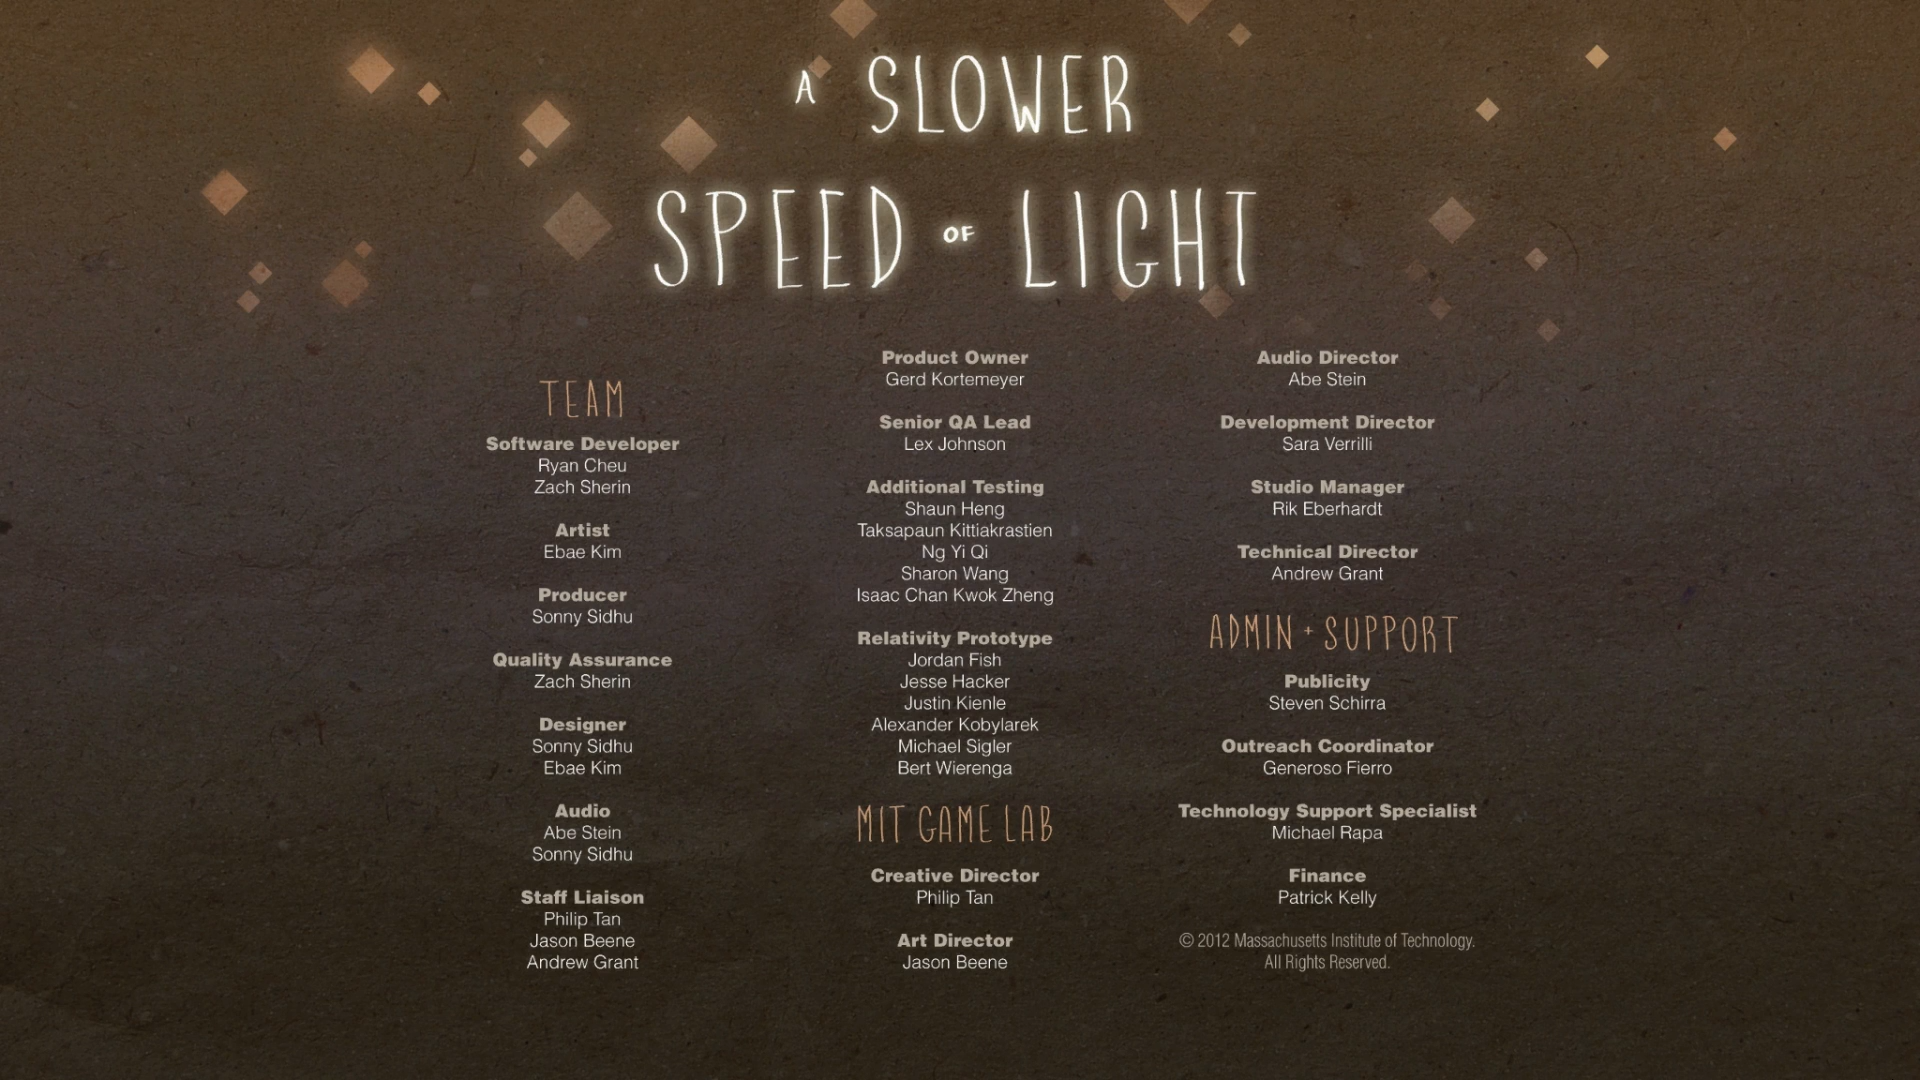 A SLOWER
SPEED OF LIGHT
TEAM
Software Developer
Ryan Cheu
Zach Sherin
Artist
Ebae Kim
Producer
Sonny Sidhu
Quality Assurance
Zach Sherin
Designer
Sonny Sidhu
Ebae Kim
Audio
Abe Stein
Sonny Sidhu
Staff Liaison
Philip Tan
Jason Beene
Andrew Grant
Product Owner
Gerd Kortemeyer
Senior QA Lead
Lex Johnson
Additional Testing
Shaun Heng
Taksapaun Kittiakrastien
Ng Yi Qi
Sharon Wang
Isaac Chan Kwok Zheng
Relativity Prototype
Jordan Fish
Jesse Hacker
Justin Kienle
Alexander Kobylarek
Michael Sigler
Bert Wierenga
MIT GAME LAB
Creative Director
Philip Tan
Art Director
Jason Beene
Audio Director
Abe Stein
Development Director
Sara Verrilli
Studio Manager
Rik Eberhardt
Technical Director
Andrew Grant
ADMIN + SUPPORT
Publicity
Steven Schirra
Outreach Coordinator
Generoso Fierro
Technology Support Specialist
Michael Rapa
Finance
Patrick Kelly
© 2012 Massachusetts Institute of Technology.
All Rights Reserved.